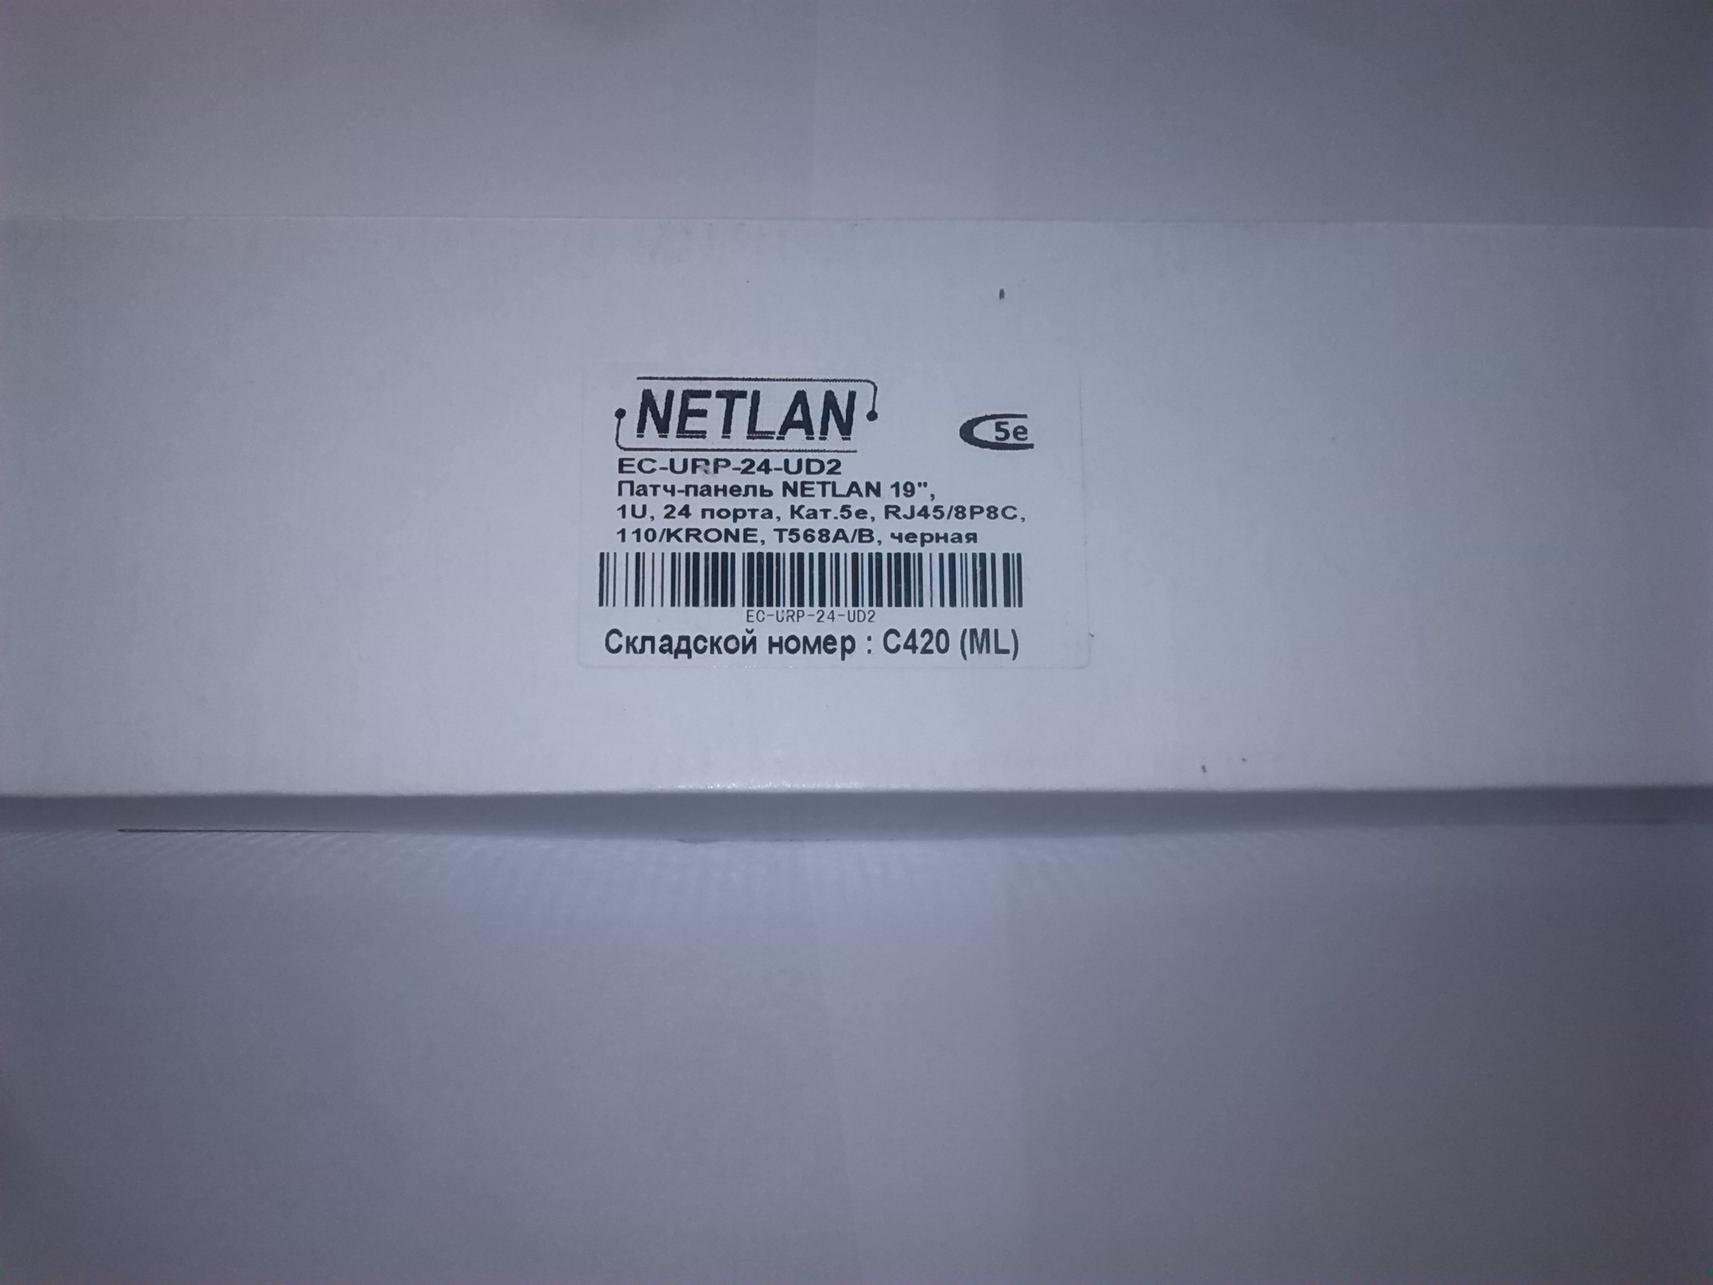 NETLAN
5e
EC-URP-24-UD2
Патч-панель NETLAN 19",
1U, 24 порта, Кат.5e, RJ45/8P8C,
110/KRONE, T568A/B, черная
EC-URP-24-UD2
Складской номер : C420 (ML)